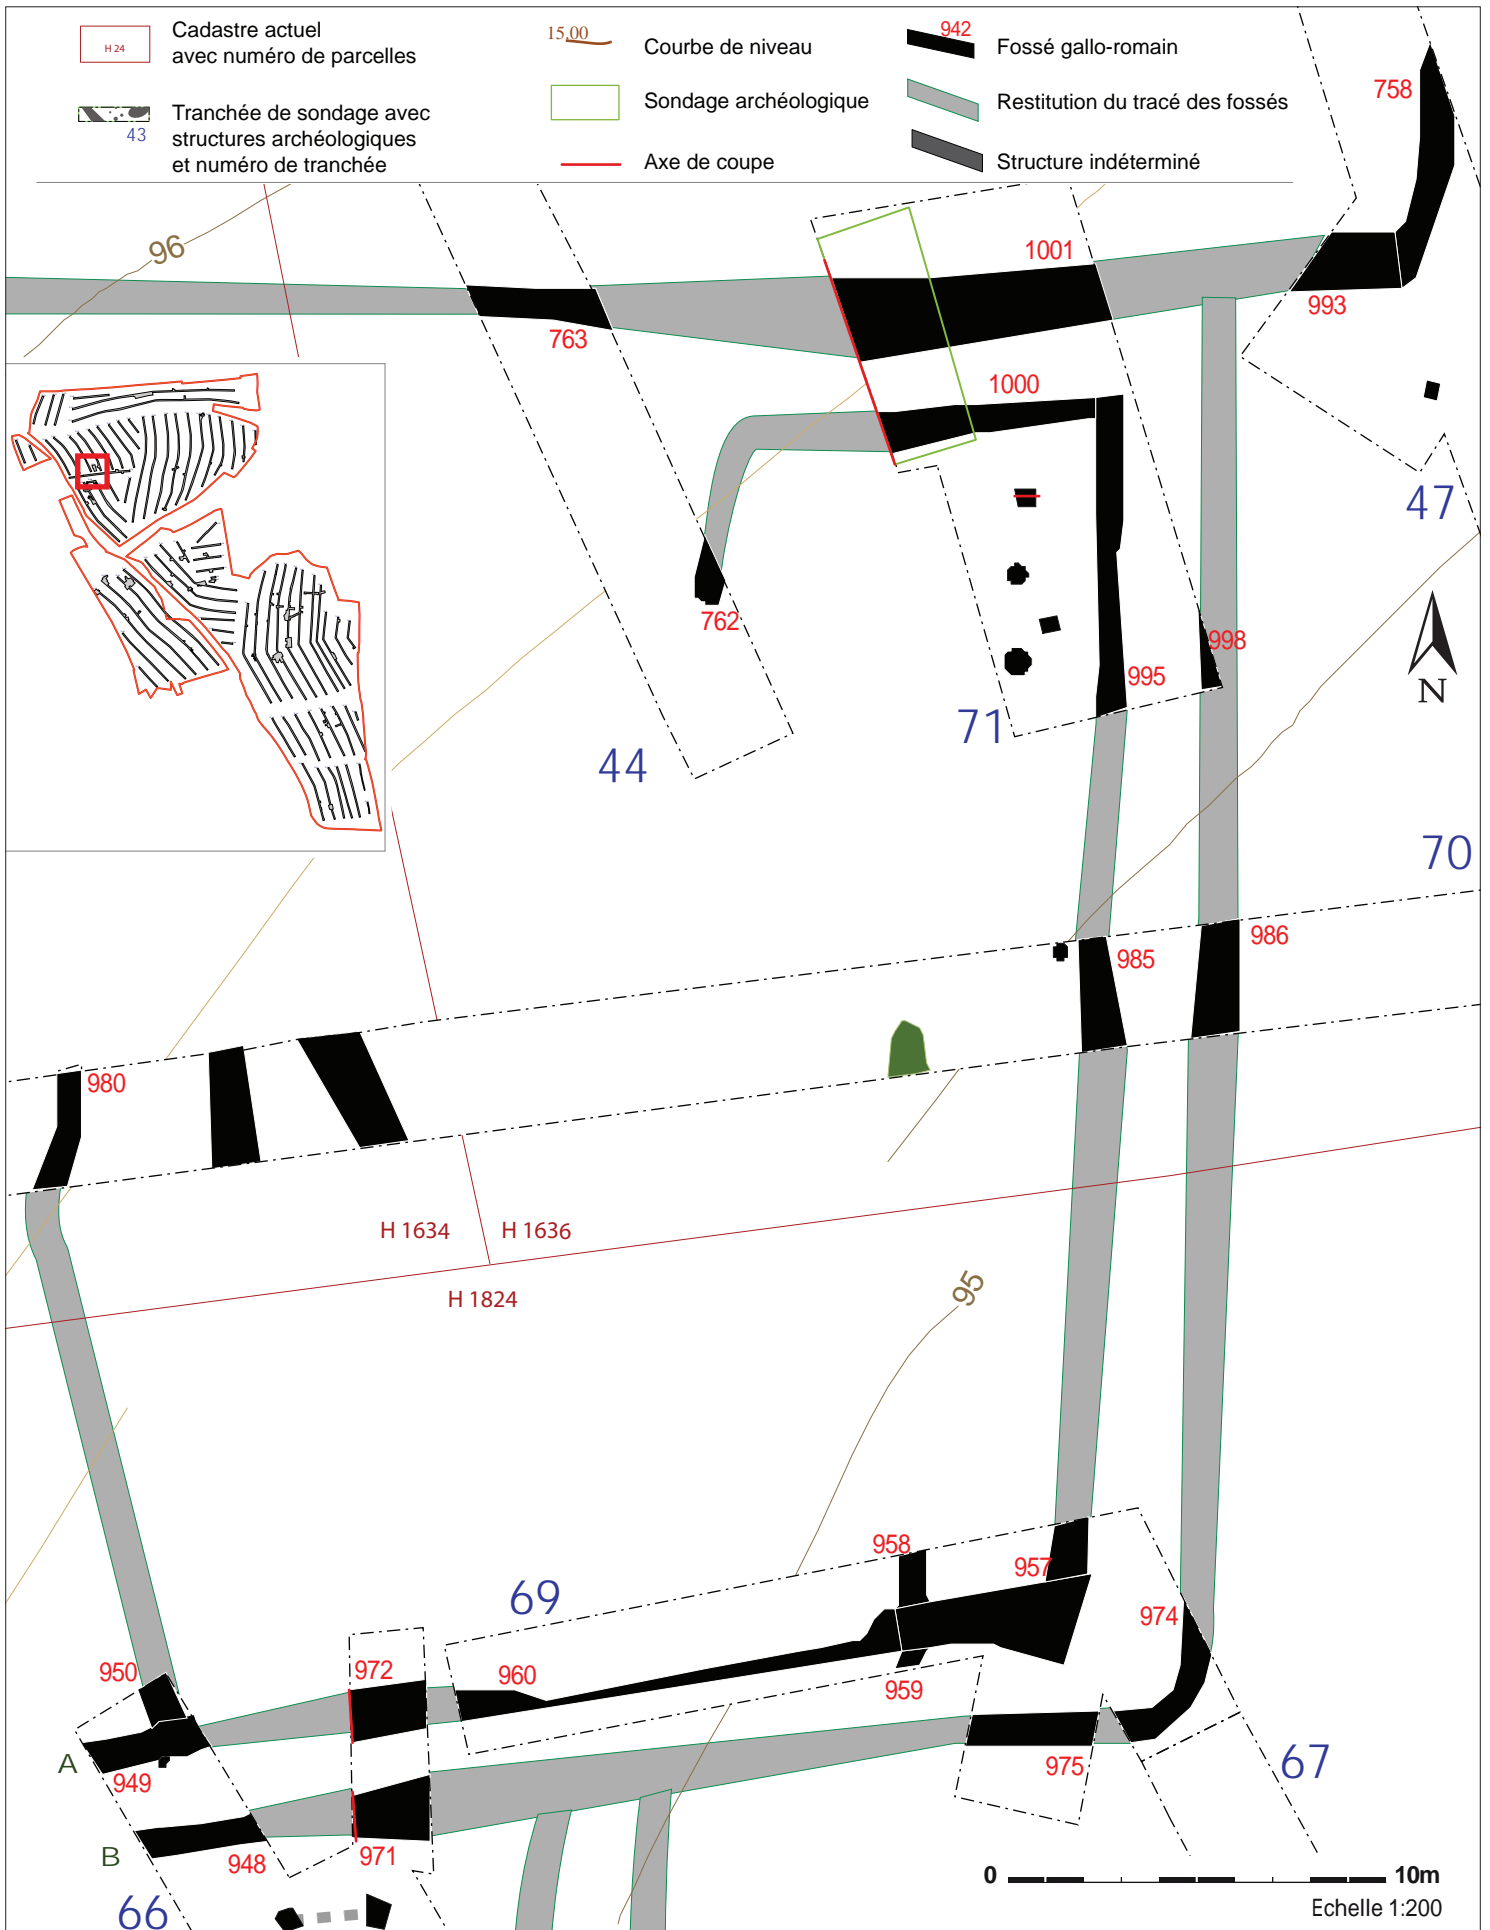 H 24
Cadastre actuel
avec numéro de parcelles
43
Tranchée de sondage avec
structures archéologiques
et numéro de tranchée
15,00
Courbe de niveau
Sondage archéologique
Axe de coupe
942
Fossé gallo-romain
Restitution du tracé des fossés
Structure indéterminé
758
96
1001
993
763
1000
47
762
998
995
N
71
44
70
986
985
980
H 1634
H 1636
H 1824
95
958
957
69
974
950
972
960
959
A
949
975
67
B
948
971
66
0
10m
Echelle 1:200